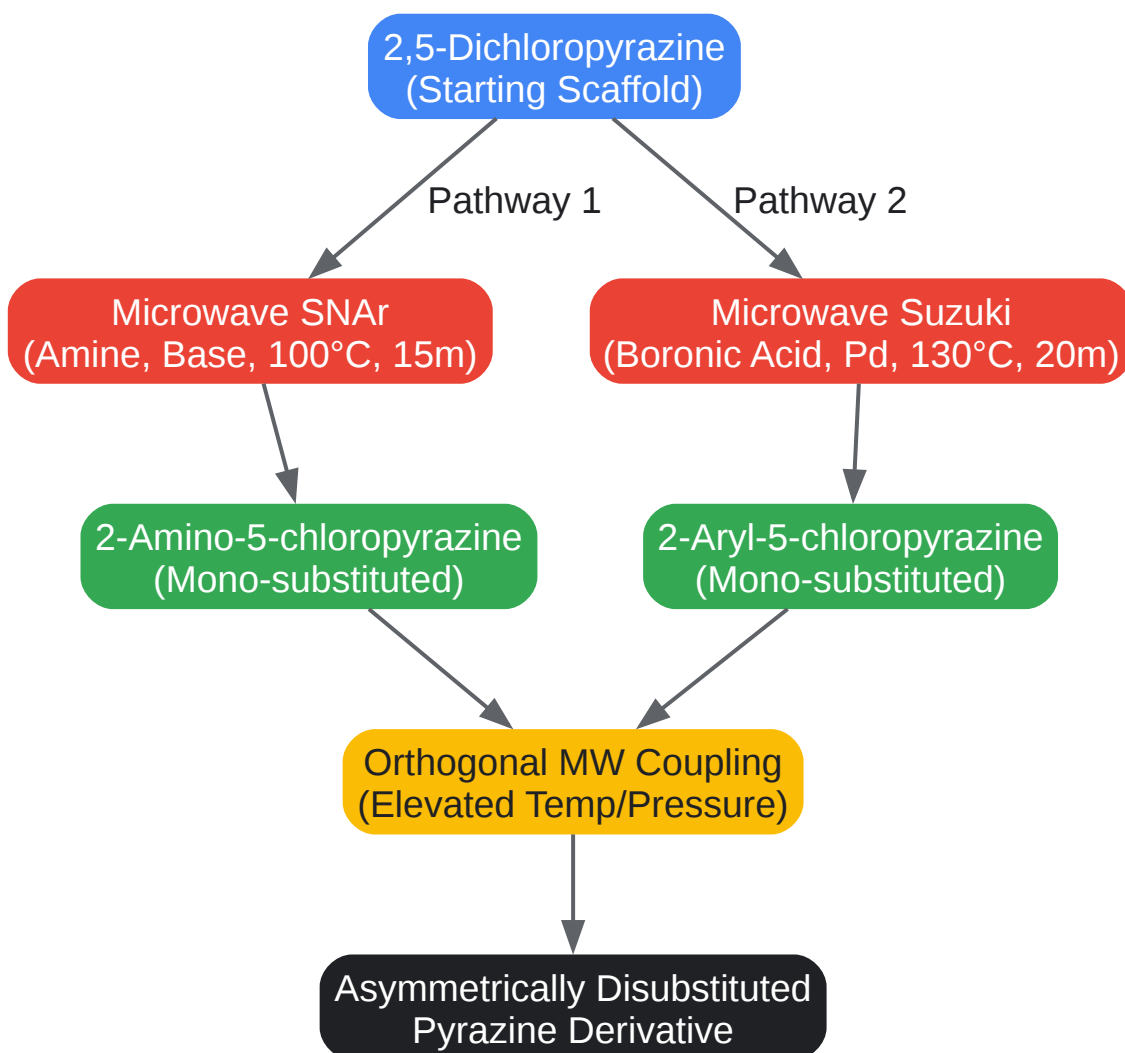 2,5-Dichloropyrazine
(Starting Scaffold)
Pathway 1
Pathway 2
Microwave SNAr
(Amine, Base, 100°C, 15m)
Microwave Suzuki
(Boronic Acid, Pd, 130°C, 20m)
2-Amino-5-chloropyrazine
(Mono-substituted)
2-Aryl-5-chloropyrazine
(Mono-substituted)
Orthogonal MW Coupling
(Elevated Temp/Pressure)
Asymmetrically Disubstituted
Pyrazine Derivative